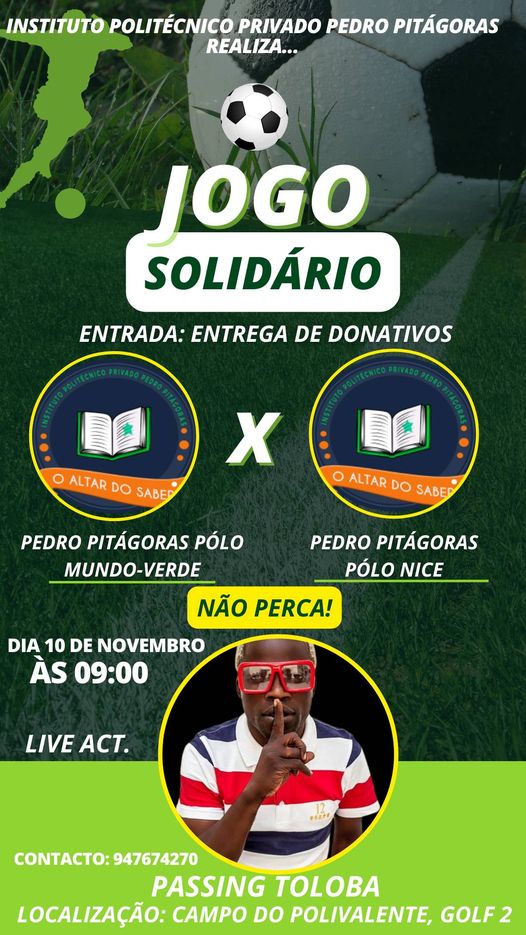 INSTITUTO POLITÉCNICO PRIVADO PEDRO PITÁGORAS
REALIZA...
JOGO
SOLIDÁRIO
ENTRADA: ENTREGA DE DONATIVOS
INSTITUTO POLITÉCNICO PRIVADO PEDRO PITÁGORAS
O ALTAR DO SABER
X
INSTITUTO POLITÉCNICO PRIVADO PEDRO PITÁGORAS
O ALTAR DO SABER
PEDRO PITÁGORAS PÓLO
MUNDO-VERDE
PEDRO PITÁGORAS
PÓLO NICE
NÃO PERCA!
DIA 10 DE NOVEMBRO
ÀS 09:00
LIVE ACT.
12
CONTACTO: 947674270
PASSING TOLOBA
LOCALIZAÇÃO: CAMPO DO POLIVALENTE, GOLF 2